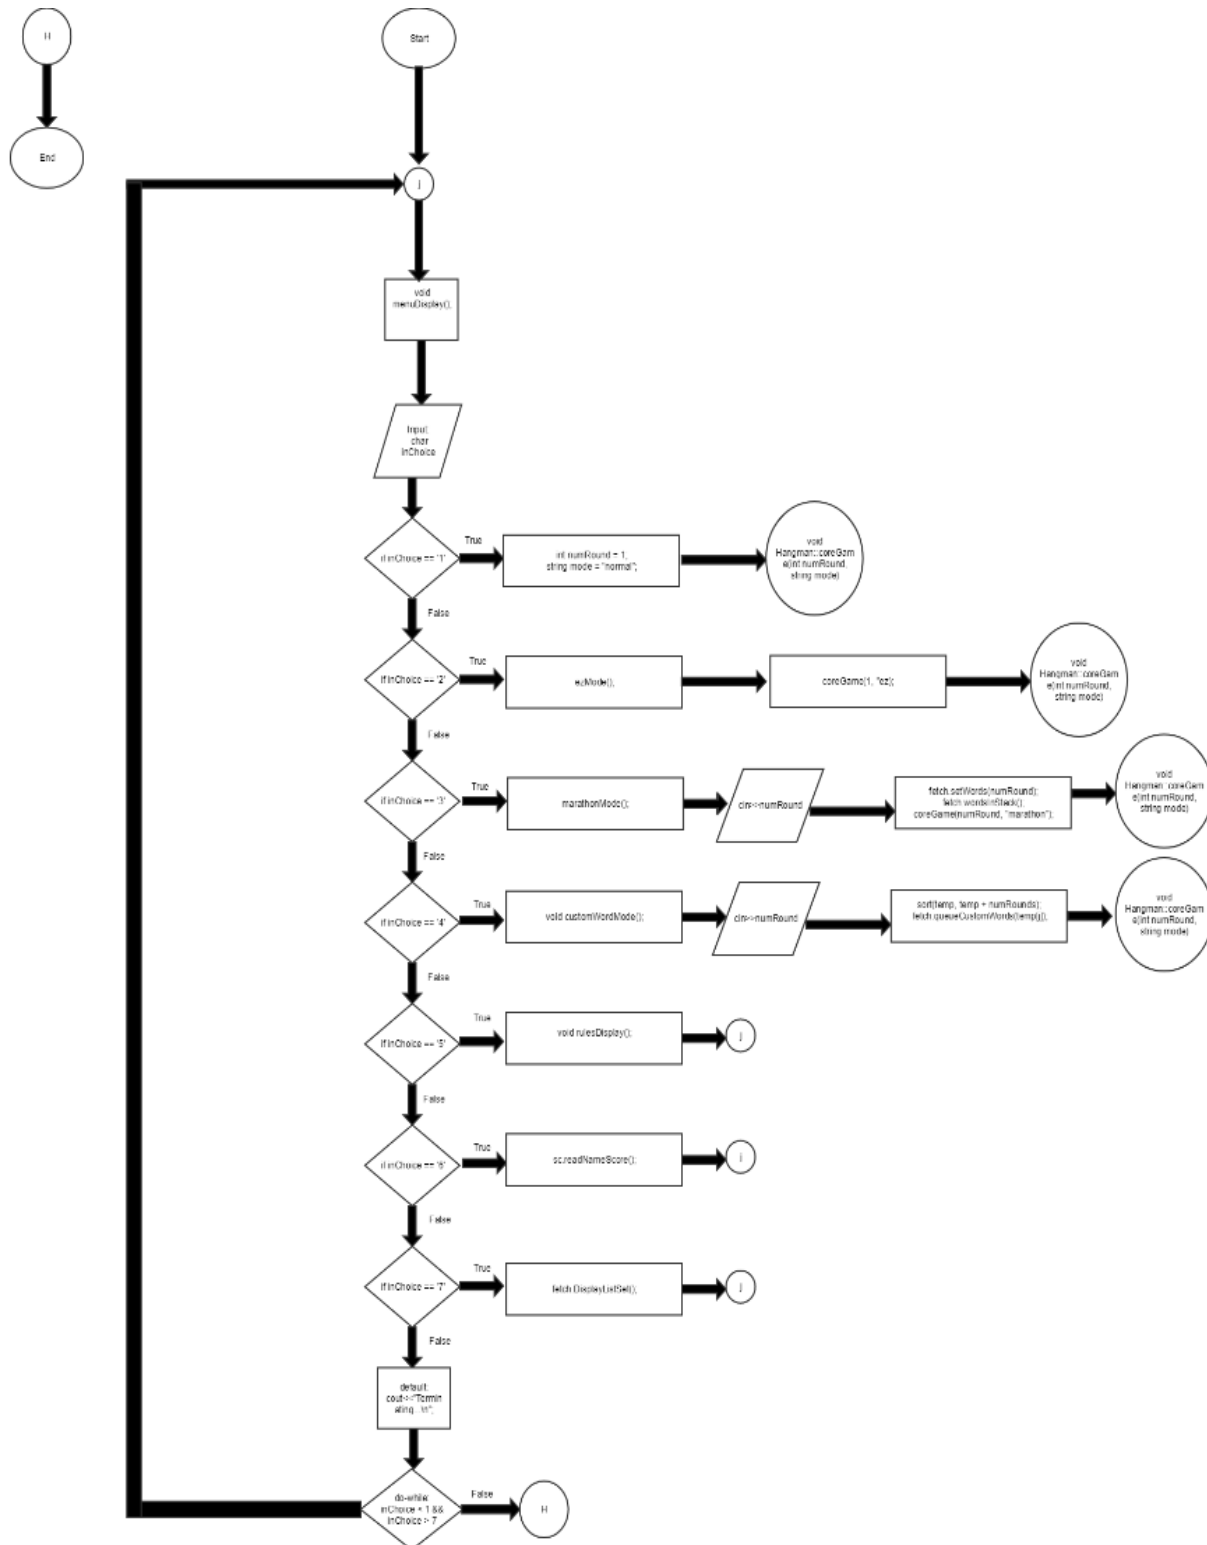 H
Start
End
j
void
menuDisplay();
Input:
char
inChoice
if inChoice == '1'
True
int numRound = 1;
string mode = "normal";
void
Hangman::coreGam
e(int numRound,
string mode)
False
if inChoice == '2'
True
ezMode();
coreGame(1, "ez);
void
Hangman::coreGam
e(int numRound,
string mode)
False
if inChoice == '3'
True
marathonMode();
cin>>numRound
fetch.setWords(numRound);
fetch.wordsInStack();
coreGame(numRound, "marathon");
void
Hangman::coreGam
e(int numRound,
string mode)
False
if inChoice == '4'
True
void customWordMode();
cin>>numRound
sort(temp, temp + numRounds);
fetch.queueCustomWords(temp[j]),
void
Hangman::coreGam
e(int numRound,
string mode)
False
if inChoice == '5'
True
void rulesDisplay();
j
False
if inChoice == '6'
True
sc.readNameScore();
j
False
if inChoice == '7'
True
fetch.DisplayListSet();
j
False
default:
cout<<"Termin
ating...\n";
do-while:
inChoice < 1 &&
inChoice > 7
False
H